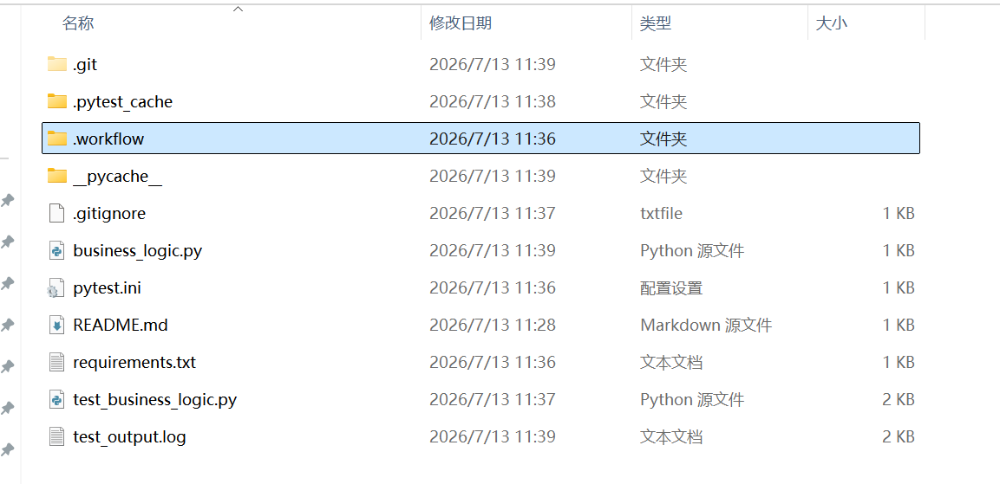 名称 修改日期 类型 大小
.git 2026/7/13 11:39 文件夹
.pytest_cache 2026/7/13 11:38 文件夹
.workflow 2026/7/13 11:36 文件夹
__pycache__ 2026/7/13 11:39 文件夹
.gitignore 2026/7/13 11:37 txtfile 1 KB
business_logic.py 2026/7/13 11:39 Python 源文件 1 KB
pytest.ini 2026/7/13 11:36 配置设置 1 KB
README.md 2026/7/13 11:28 Markdown 源文件 1 KB
requirements.txt 2026/7/13 11:36 文本文档 1 KB
test_business_logic.py 2026/7/13 11:37 Python 源文件 2 KB
test_output.log 2026/7/13 11:39 文本文档 2 KB